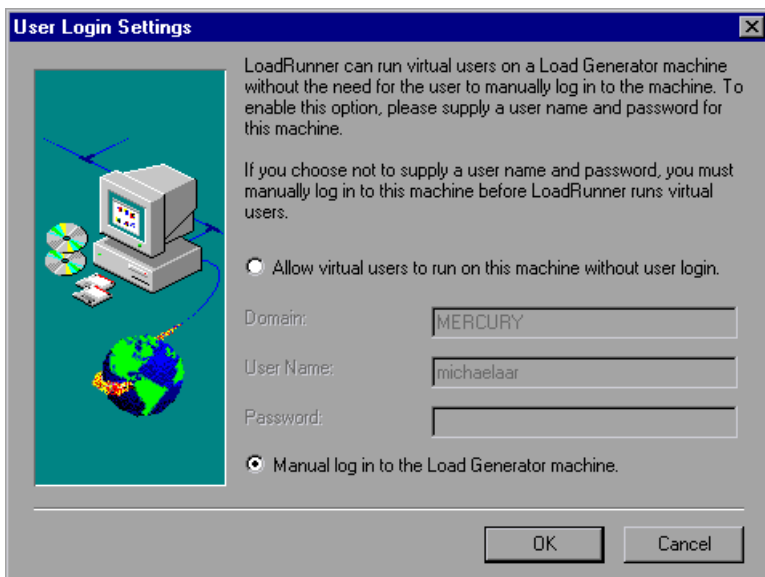 User Login Settings
LoadRunner can run virtual users on a Load Generator machine
without the need for the user to manually log in to the machine. To
enable this option, please supply a user name and password for
this machine.
If you choose not to supply a user name and password, you must
manually log in to this machine before LoadRunner runs virtual
users.
Allow virtual users to run on this machine without user login.
Domain:
MERCURY
User Name:
michaelaar
Password:
Manual log in to the Load Generator machine.
OK
Cancel